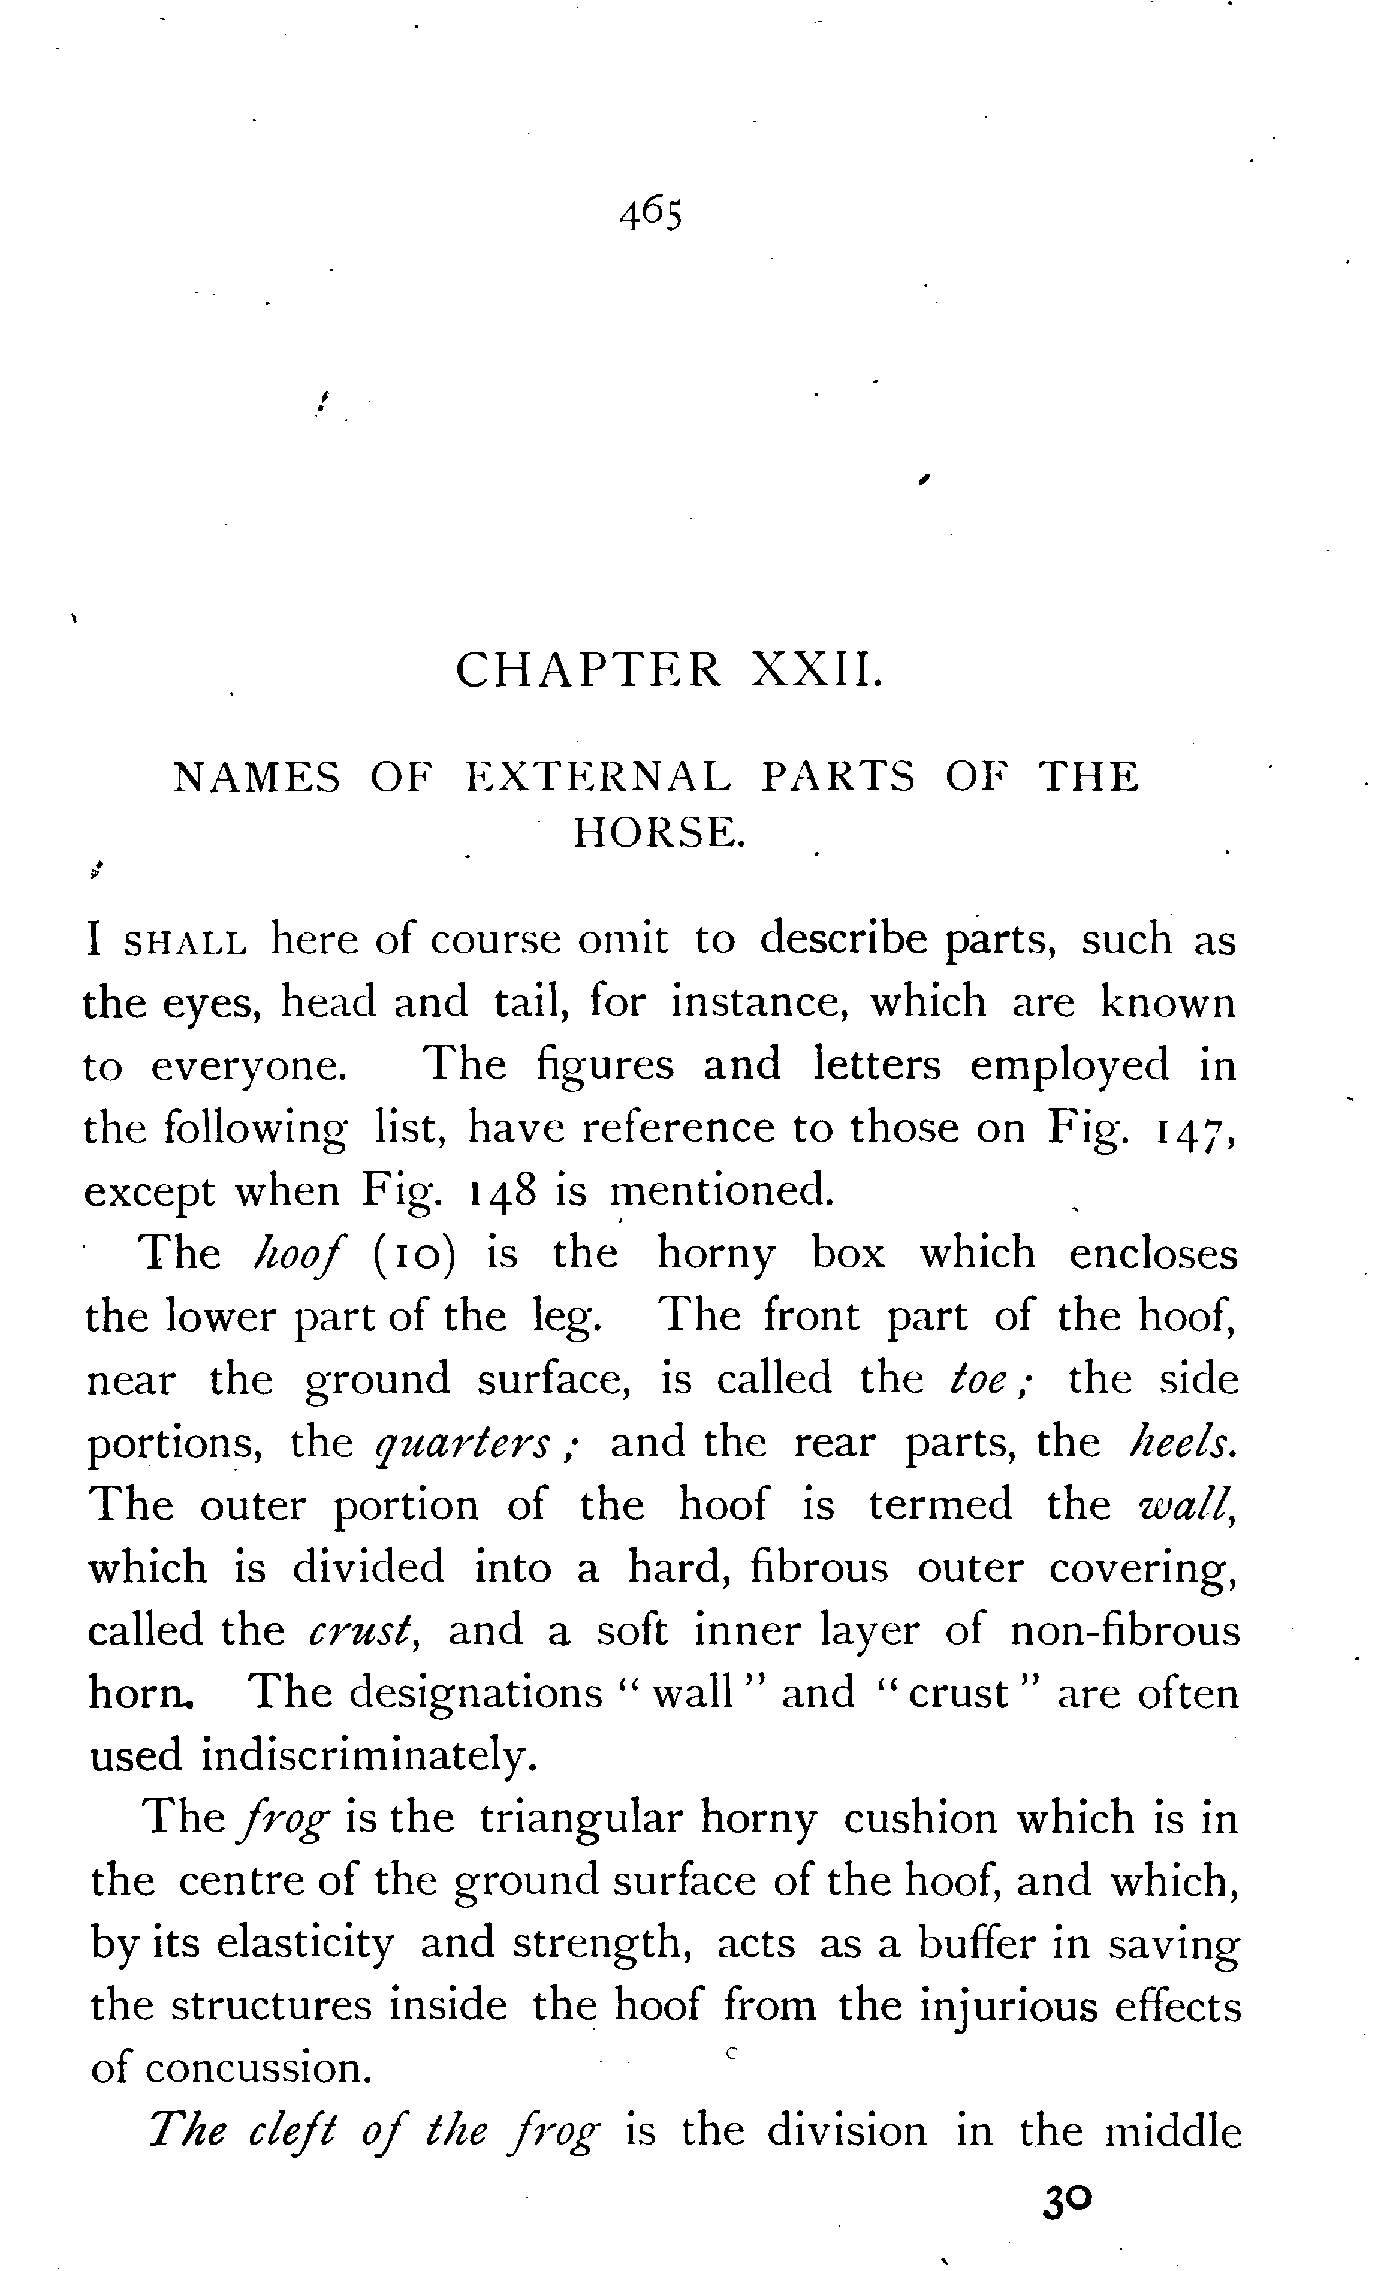 465
CHAPTER XXII.
NAMES OF EXTERNAL PARTS OF THE
HORSE.
I SHALL here of course omit to describe parts, such as
the eyes, head and tail, for instance, which are known
to everyone. The figures and letters employed in
the following list, have reference to those on Fig. 147,
except when Fig. 148 is mentioned.
The hoof (10) is the horny box which encloses
the lower part of the leg. The front part of the hoof,
near the ground surface, is called the toe; the side
portions, the quarters; and the rear parts, the heels.
The outer portion of the hoof is termed the wall,
which is divided into a hard, fibrous outer covering,
called the crust, and a soft inner layer of non-fibrous
horn. The designations "wall" and "crust" are often
used indiscriminately.
The frog is the triangular horny cushion which is in
the centre of the ground surface of the hoof, and which,
by its elasticity and strength, acts as a buffer in saving
the structures inside the hoof from the injurious effects
of concussion.
The cleft of the frog is the division in the middle
30